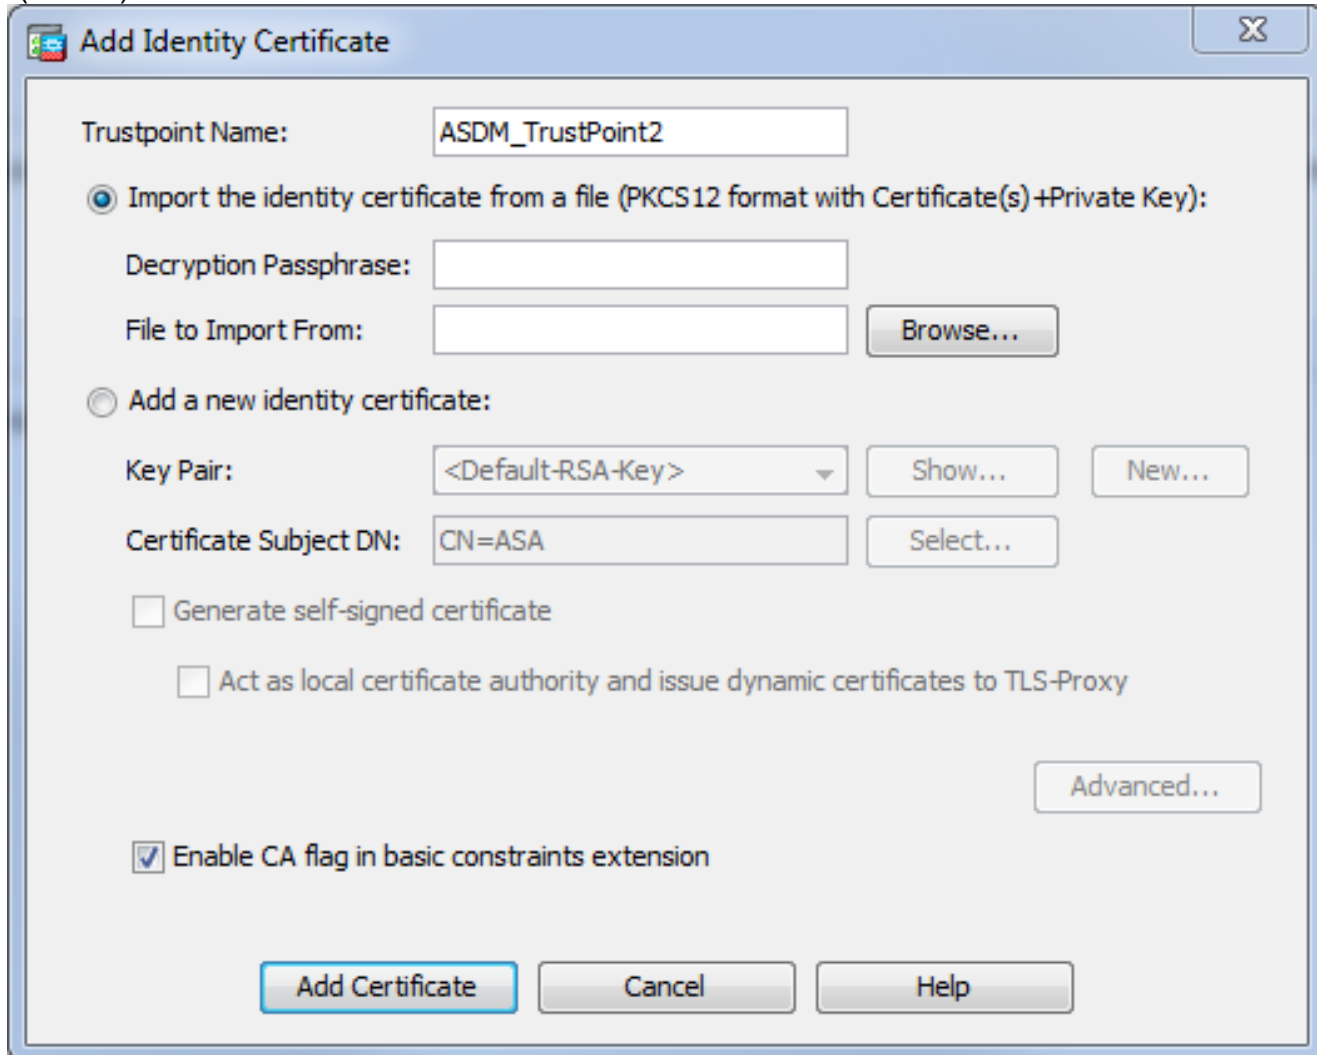 Add Identity Certificate
Trustpoint Name: ASDM_TrustPoint2
Import the identity certificate from a file (PKCS12 format with Certificate(s)+Private Key):
Decryption Passphrase:
File to Import From: Browse...
Add a new identity certificate:
Key Pair: <Default-RSA-Key> Show... New...
Certificate Subject DN: CN=ASA Select...
Generate self-signed certificate
Act as local certificate authority and issue dynamic certificates to TLS-Proxy
Advanced...
Enable CA flag in basic constraints extension
Add Certificate Cancel Help